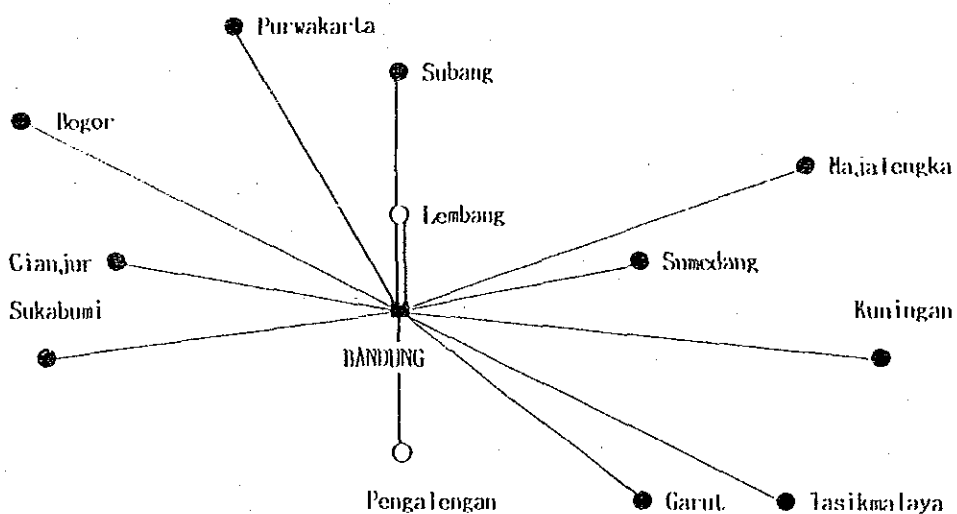 Purwakarta
Subang
Bogor
Majalengka
Lembang
Cianjur
Sumedang
Sukabumi
Kuningan
BANDUNG
Pengalengan
Garut
Tasikmalaya